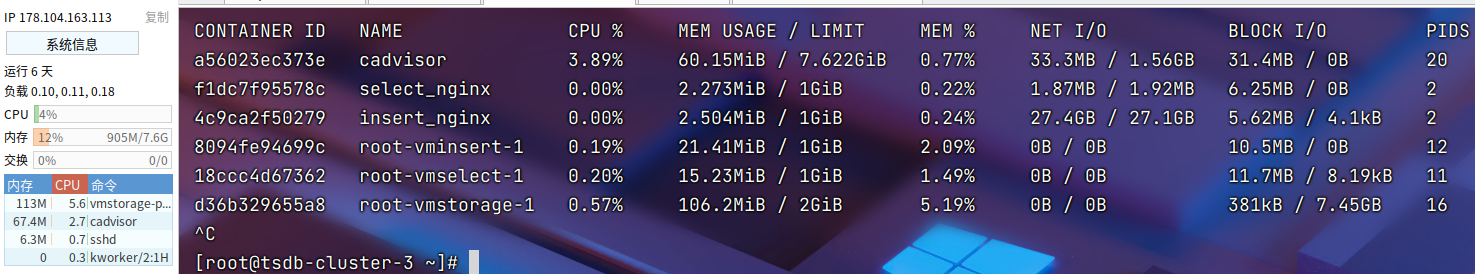 IP 178.104.163.113 复制
系统信息
运行 6 天
负载 0.10, 0.11, 0.18
CPU 4%
内存 12% 905M/7.6G
交换 0% 0/0
内存 CPU 命令
113M 5.6 vmstorage-p...
67.4M 2.7 cadvisor
6.3M 0.7 sshd
0 0.3 kworker/2:1H
CONTAINER ID NAME CPU % MEM USAGE / LIMIT MEM % NET I/O BLOCK I/O PIDS
a56023ec373e cadvisor 3.89% 60.15MiB / 7.622GiB 0.77% 33.3MB / 1.56GB 31.4MB / 0B 20
f1dc7f95578c select_nginx 0.00% 2.273MiB / 1GiB 0.22% 1.87MB / 1.92MB 6.25MB / 0B 2
4c9ca2f50279 insert_nginx 0.00% 2.504MiB / 1GiB 0.24% 27.4GB / 27.1GB 5.62MB / 4.1kB 2
8094fe94699c root-vminsert-1 0.19% 21.41MiB / 1GiB 2.09% 0B / 0B 10.5MB / 0B 12
18ccc4d67362 root-vmselect-1 0.20% 15.23MiB / 1GiB 1.49% 0B / 0B 11.7MB / 8.19kB 11
d36b329655a8 root-vmstorage-1 0.57% 106.2MiB / 2GiB 5.19% 0B / 0B 381kB / 7.45GB 16
^C
[root@tsdb-cluster-3 ~]#